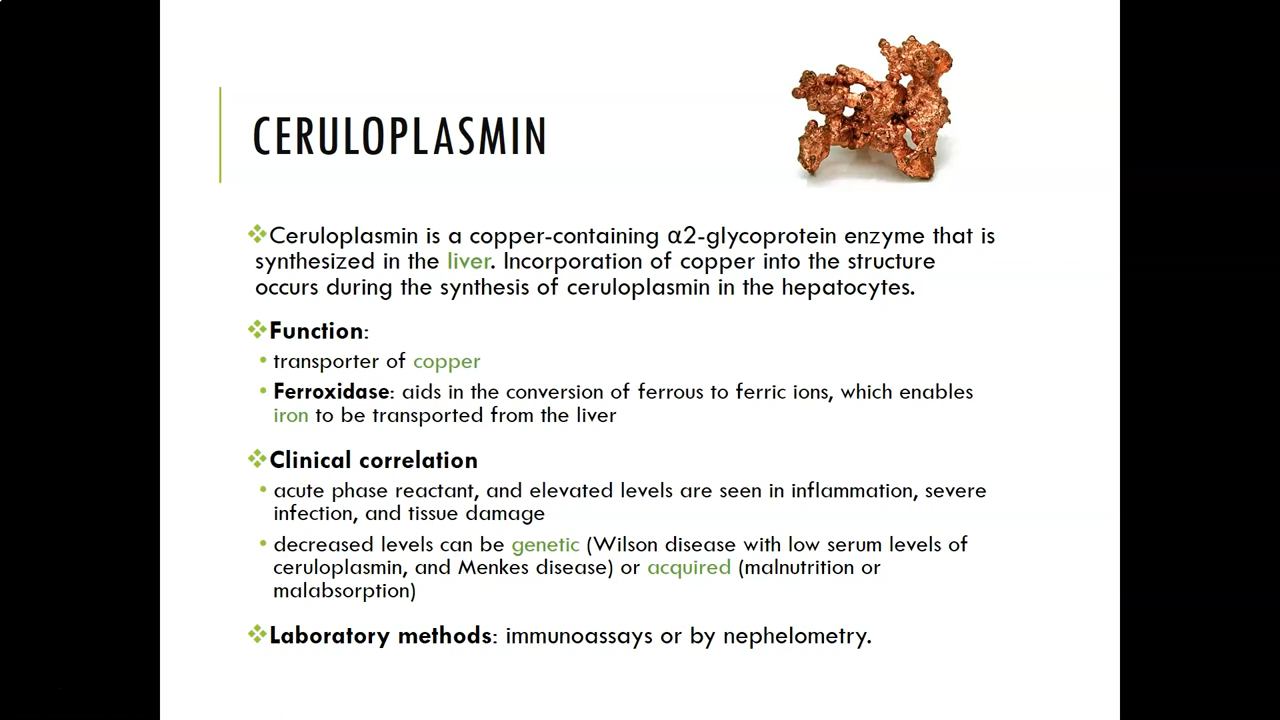 CERULOPLASMIN
Ceruloplasmin is a copper-containing α2-glycoprotein enzyme that is
synthesized in the liver. Incorporation of copper into the structure
occurs during the synthesis of ceruloplasmin in the hepatocytes.
Function:
• transporter of copper
• Ferroxidase: aids in the conversion of ferrous to ferric ions, which enables
iron to be transported from the liver
Clinical correlation
• acute phase reactant, and elevated levels are seen in inflammation, severe
infection, and tissue damage
• decreased levels can be genetic (Wilson disease with low serum levels of
ceruloplasmin, and Menkes disease) or acquired (malnutrition or
malabsorption)
Laboratory methods: immunoassays or by nephelometry.